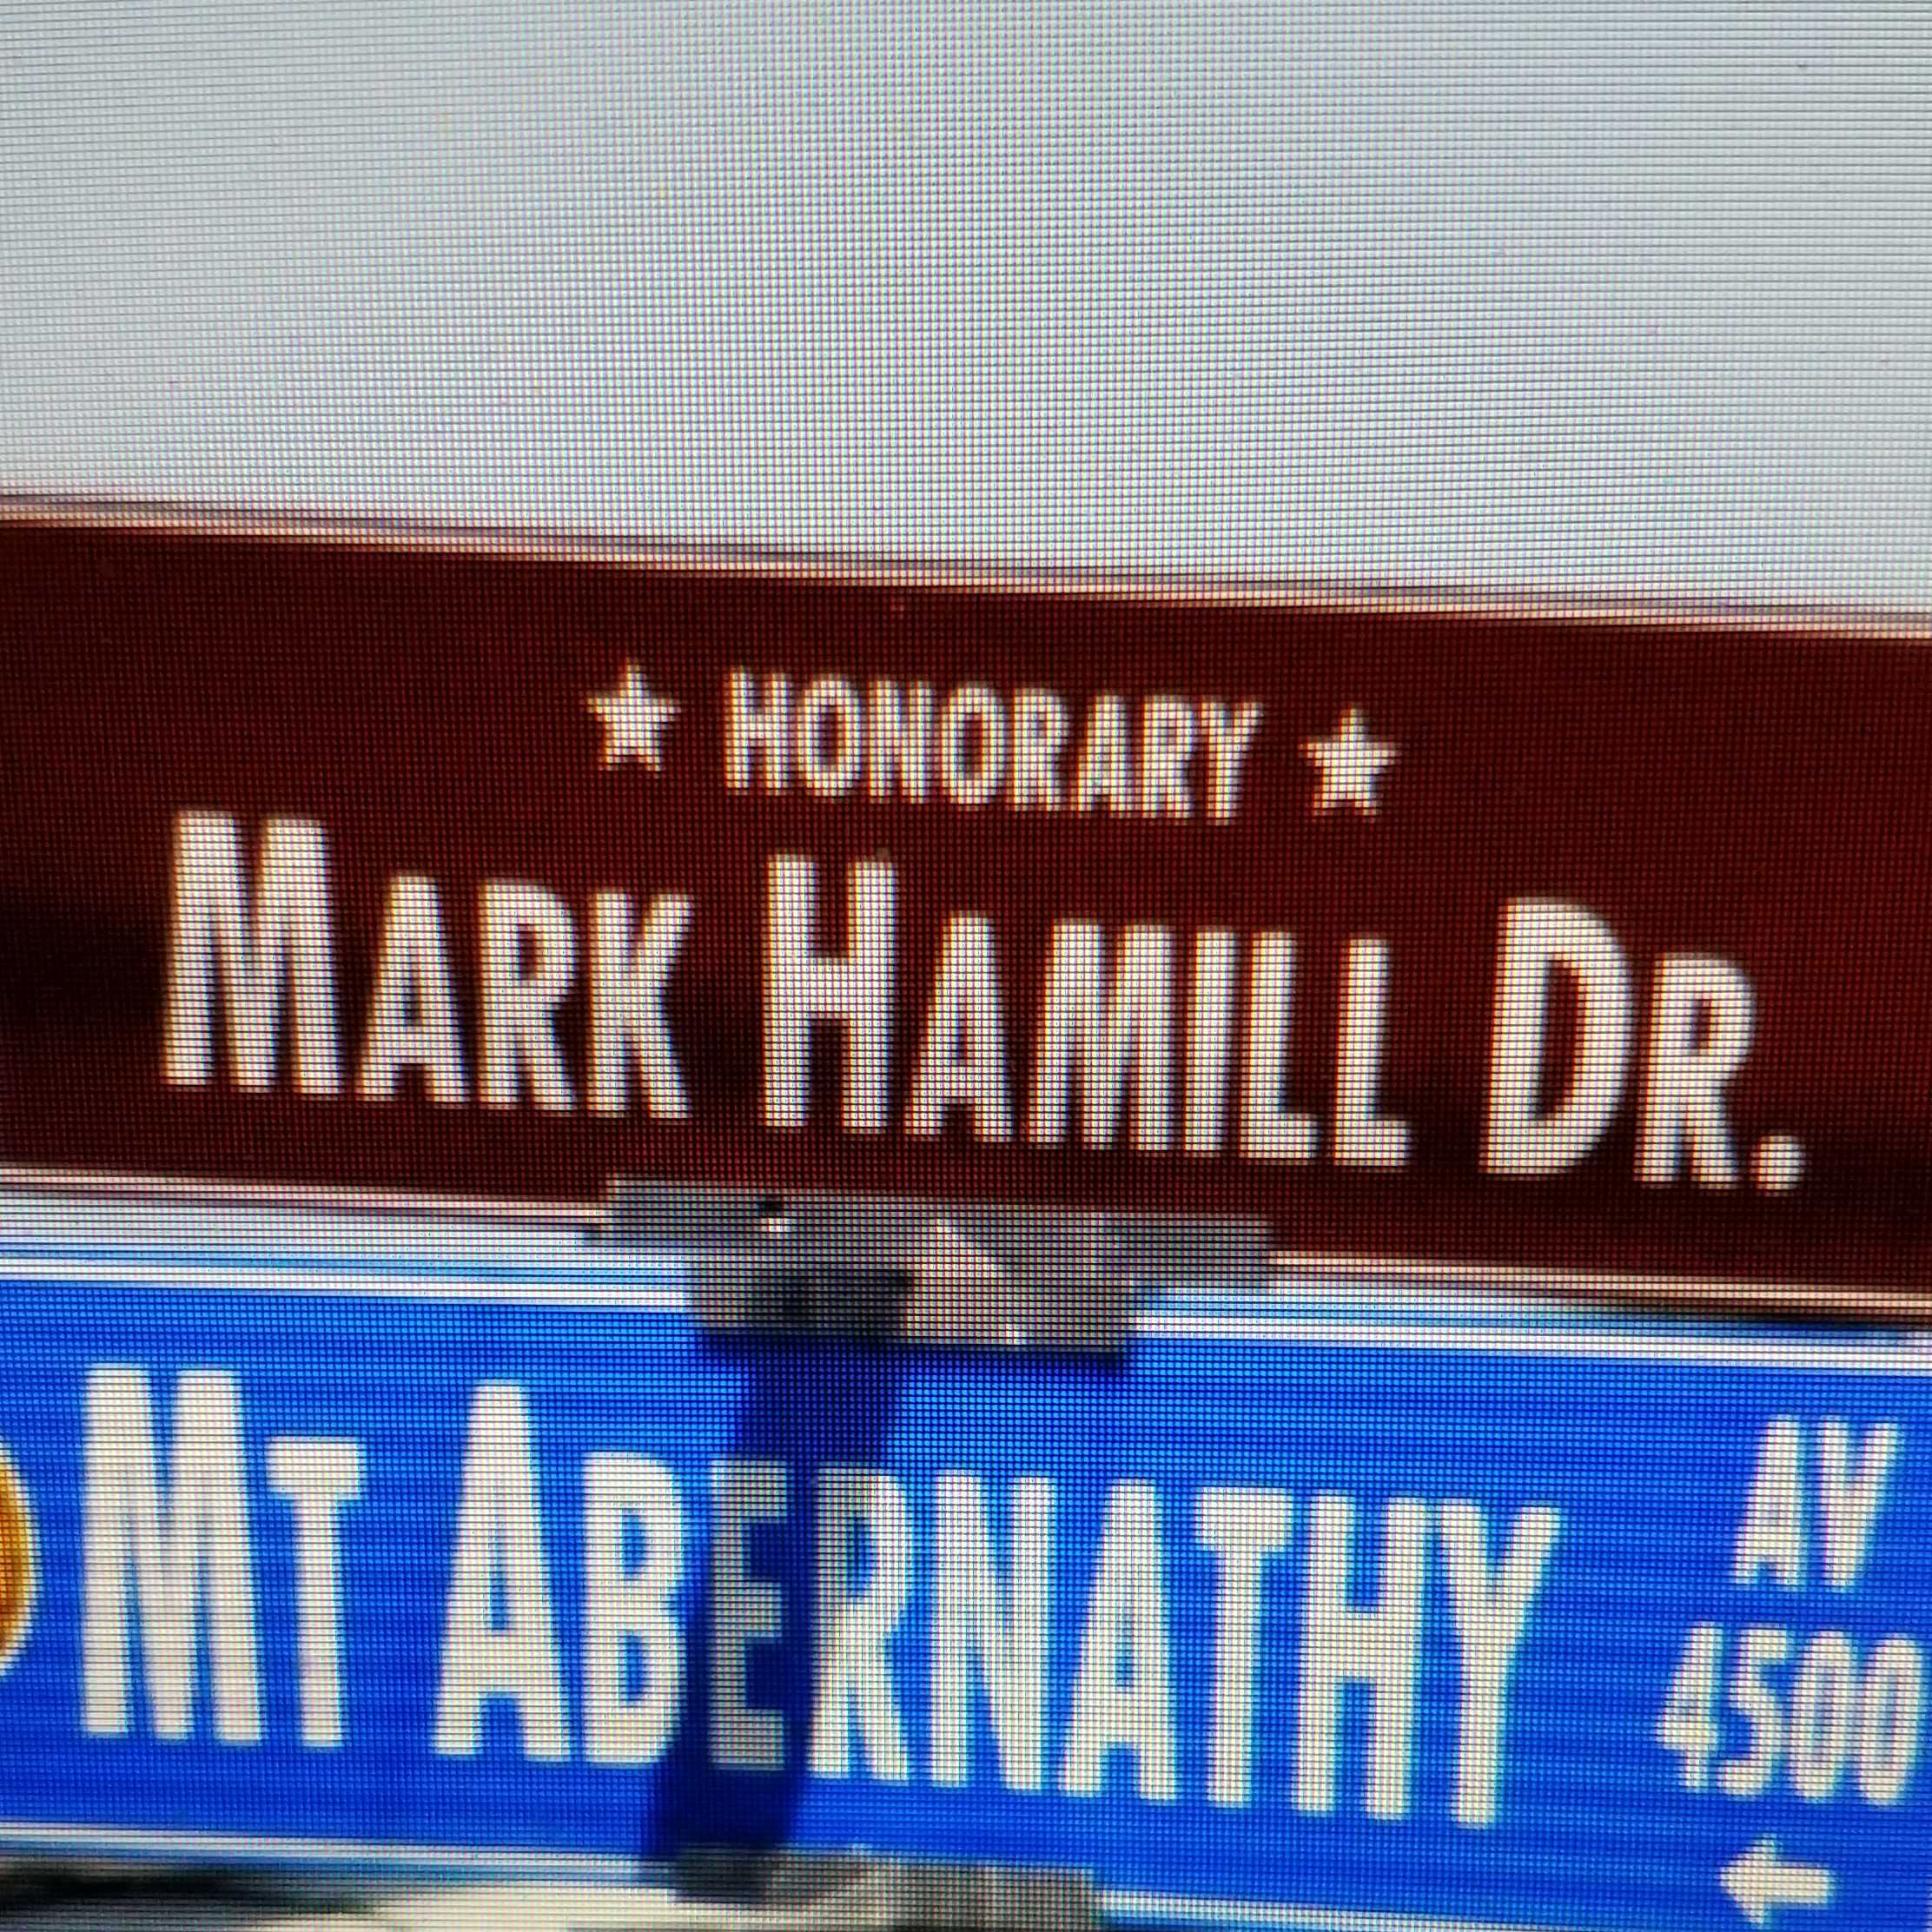 ★ HONORARY ★
MARK HAMILL DR.
MT ABERNATHY AV
4500
←